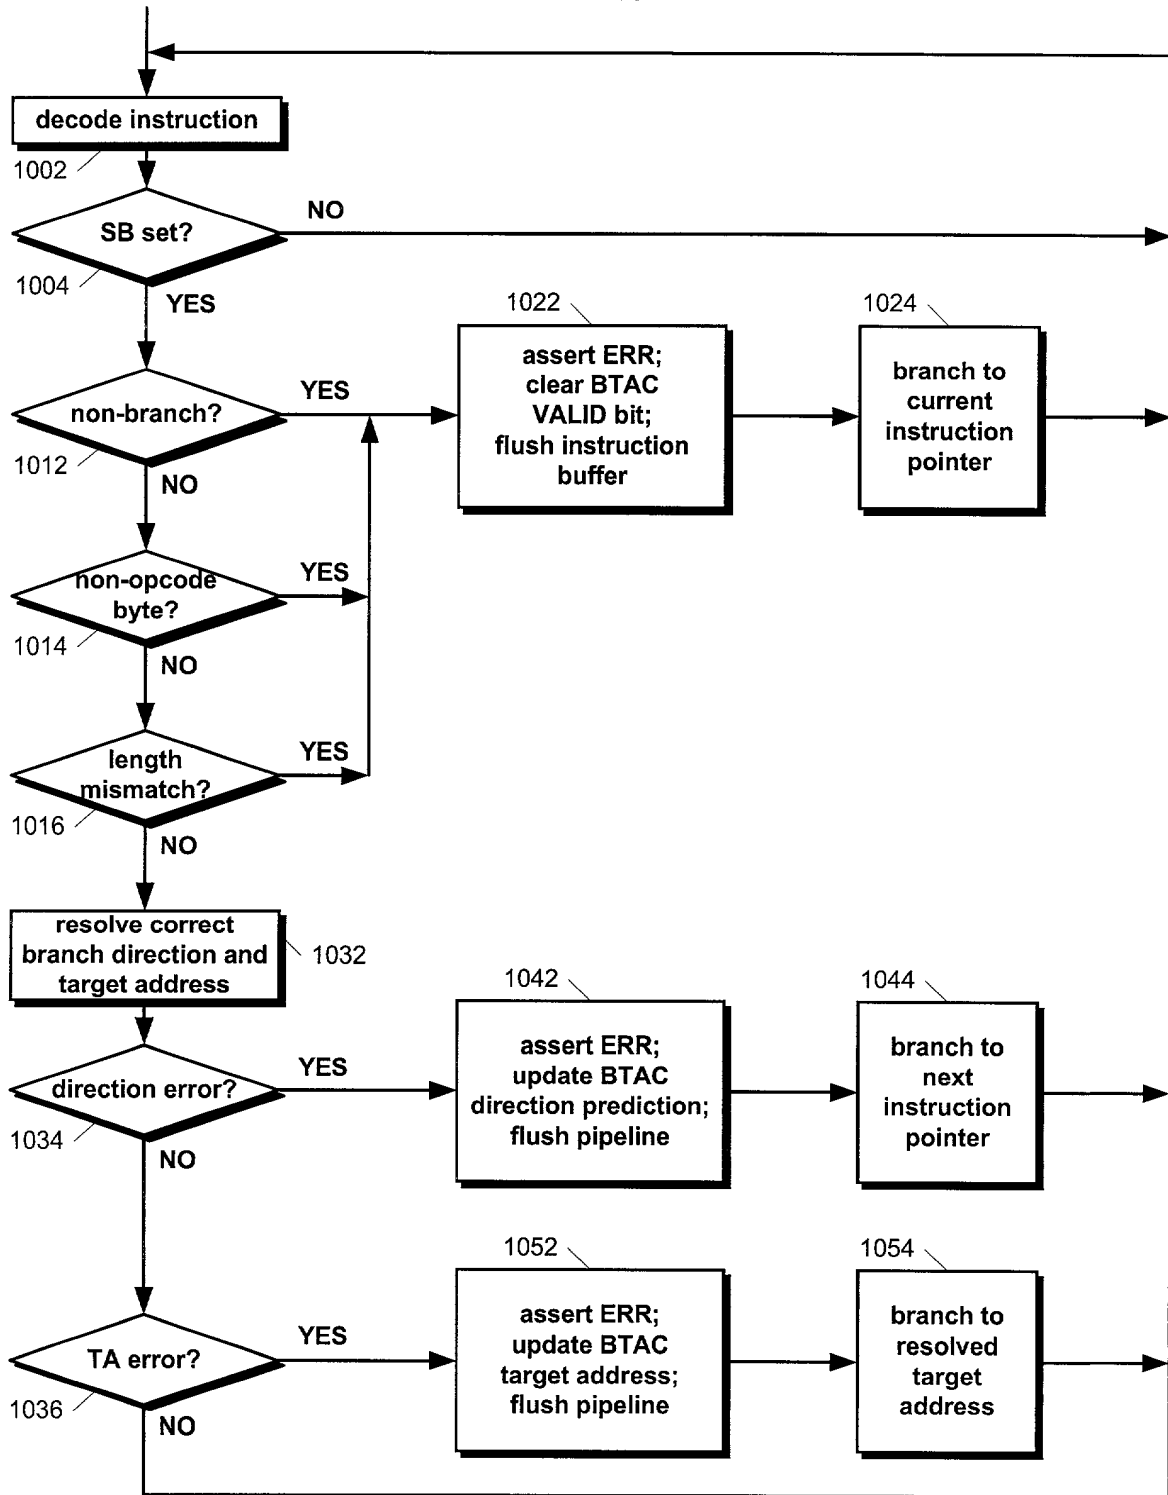 decode instruction
1002
SB set?
NO
1004
YES
1022
1024
assert ERR;
clear BTAC
VALID bit;
flush instruction
buffer
branch to
current
instruction
pointer
non-branch?
YES
1012
NO
non-opcode
byte?
YES
1014
NO
length
mismatch?
YES
1016
NO
resolve correct
branch direction and
target address
1032
1042
1044
assert ERR;
update BTAC
direction prediction;
flush pipeline
branch to
next
instruction
pointer
direction error?
YES
1034
NO
1052
1054
assert ERR;
update BTAC
target address;
flush pipeline
branch to
resolved
target
address
TA error?
YES
1036
NO